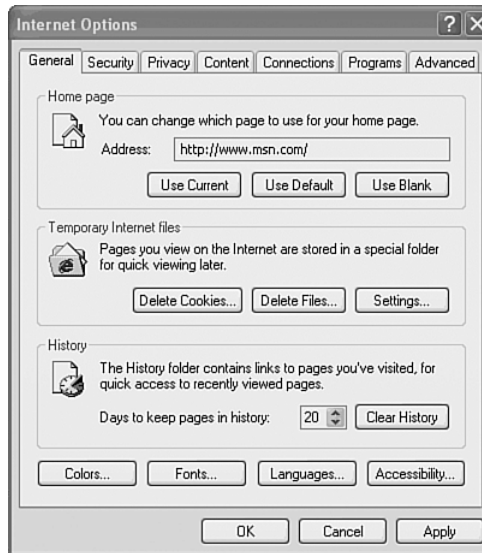 Internet Options
General Security Privacy Content Connections Programs Advanced
Home page
You can change which page to use for your home page.
Address: http://www.msn.com/
Use Current Use Default Use Blank
Temporary Internet files
Pages you view on the Internet are stored in a special folder
for quick viewing later.
Delete Cookies... Delete Files... Settings...
History
The History folder contains links to pages you've visited, for
quick access to recently viewed pages.
Days to keep pages in history: 20 Clear History
Colors... Fonts... Languages... Accessibility...
OK Cancel Apply